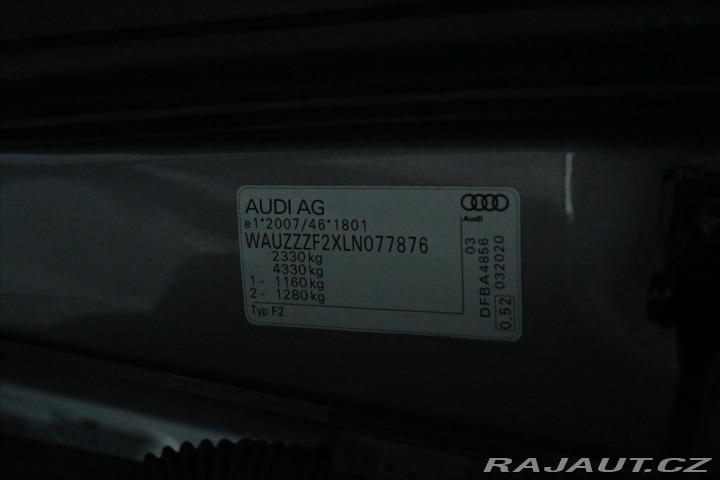 AUDI AG
e1*2007/46*1801
WAUZZZF2XLN077876
2330 kg
4330 kg
1 - 1160 kg
2 - 1280 kg
Typ F2
Audi
03
DFBA4856
0.52 032020
RAJAUT.CZ